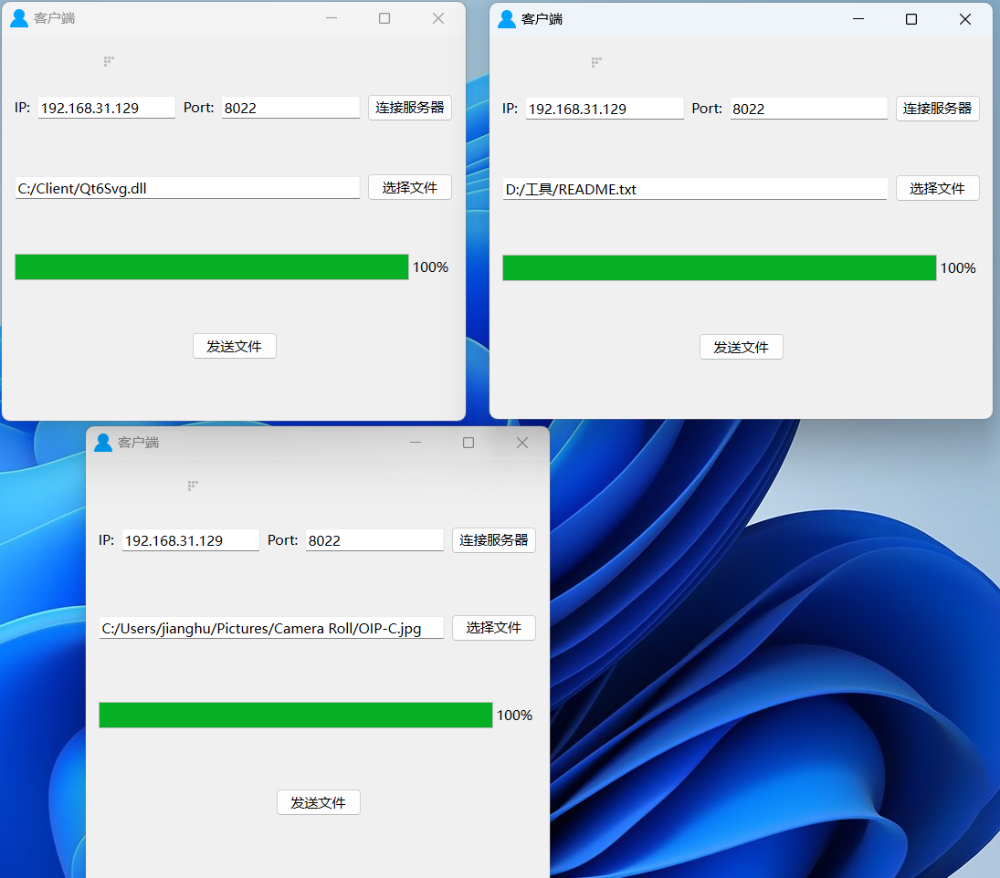 客户端
IP: 192.168.31.129 Port: 8022 连接服务器
C:/Client/Qt6Svg.dll 选择文件
100%
发送文件
客户端
IP: 192.168.31.129 Port: 8022 连接服务器
D:/工具/README.txt 选择文件
100%
发送文件
客户端
IP: 192.168.31.129 Port: 8022 连接服务器
C:/Users/jianghu/Pictures/Camera Roll/OIP-C.jpg 选择文件
100%
发送文件